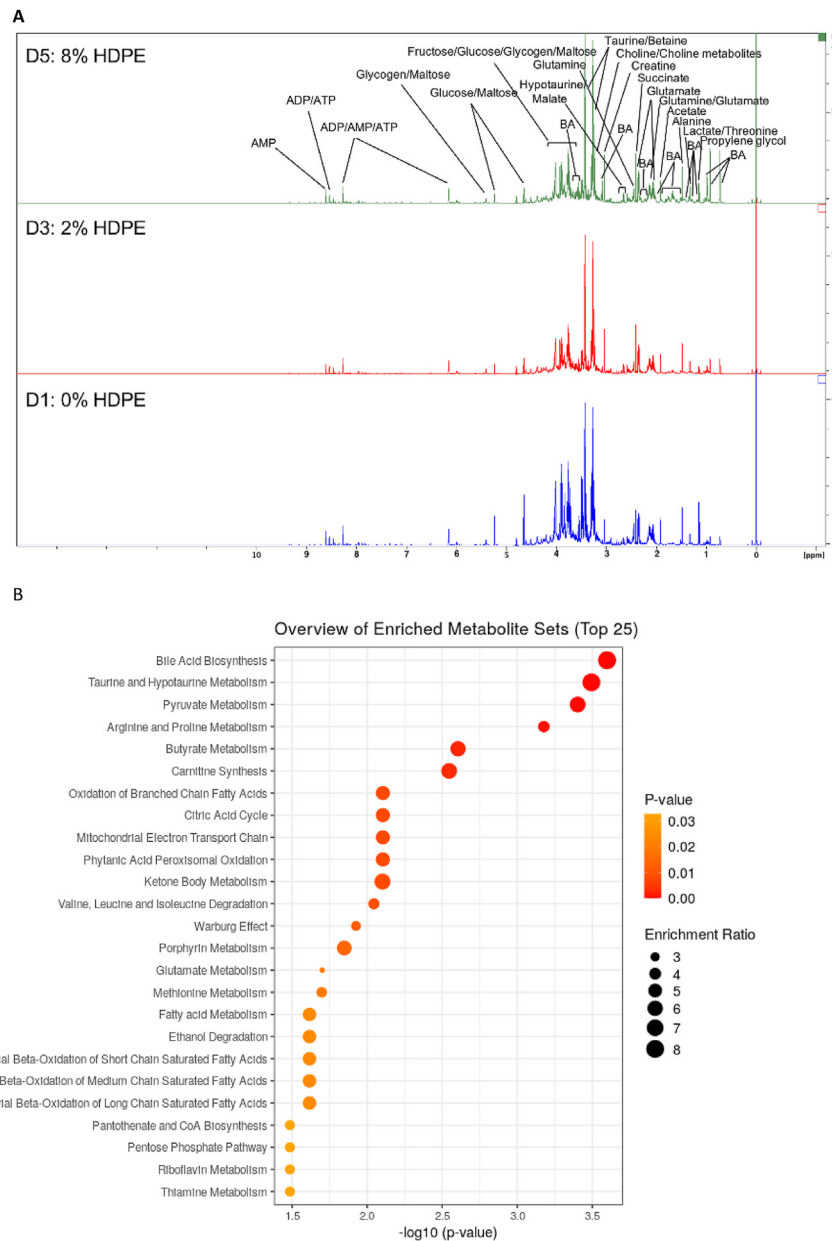 A
D5: 8% HDPE
Taurine/Betaine
Fructose/Glucose/Glycogen/Maltose
Choline/Choline metabolites
Glutamine
Creatine
Glycogen/Maltose
Succinate
Hypotaurine
Glucose/Maltose
Glutamate
Malate
Glutamine/Glutamate
ADP/ATP
Acetate
Alanine
ADP/AMP/ATP
BA
BA
Lactate/Threonine
AMP
BA
Propylene glycol
BA
BA
BA
D3: 2% HDPE
D1: 0% HDPE
10 9 8 7 6 5 4 3 2 1 0 [ppm]
B
Overview of Enriched Metabolite Sets (Top 25)
Bile Acid Biosynthesis
Taurine and Hypotaurine Metabolism
Pyruvate Metabolism
Arginine and Proline Metabolism
Butyrate Metabolism
Carnitine Synthesis
Oxidation of Branched Chain Fatty Acids
Citric Acid Cycle
Mitochondrial Electron Transport Chain
Phytanic Acid Peroxisomal Oxidation
Ketone Body Metabolism
Valine, Leucine and Isoleucine Degradation
Warburg Effect
Porphyrin Metabolism
Glutamate Metabolism
Methionine Metabolism
Fatty acid Metabolism
Ethanol Degradation
ial Beta-Oxidation of Short Chain Saturated Fatty Acids
Beta-Oxidation of Medium Chain Saturated Fatty Acids
rial Beta-Oxidation of Long Chain Saturated Fatty Acids
Pantothenate and CoA Biosynthesis
Pentose Phosphate Pathway
Riboflavin Metabolism
Thiamine Metabolism
1.5 2.0 2.5 3.0 3.5
-log10 (p-value)
P-value
0.03
0.02
0.01
0.00
Enrichment Ratio
3
4
5
6
7
8